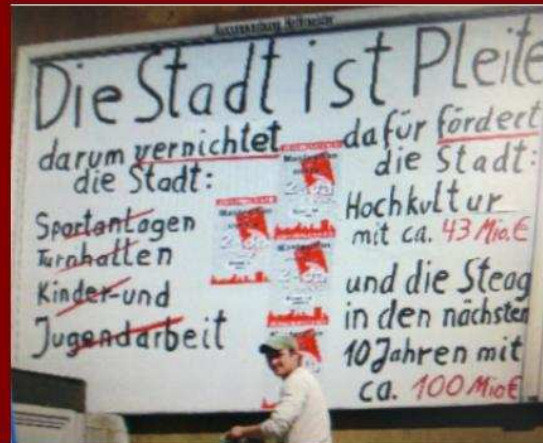 Die Stadt ist Pleite
darum vernichtet
die Stadt:
Sportanlagen
Turnhallen
Kinder- und
Jugendarbeit
dafür fördert
die Stadt:
Hochkultur
mit ca. 43 Mio.€
und die Steag
in den nächsten
10 Jahren mit
ca. 100 Mio€